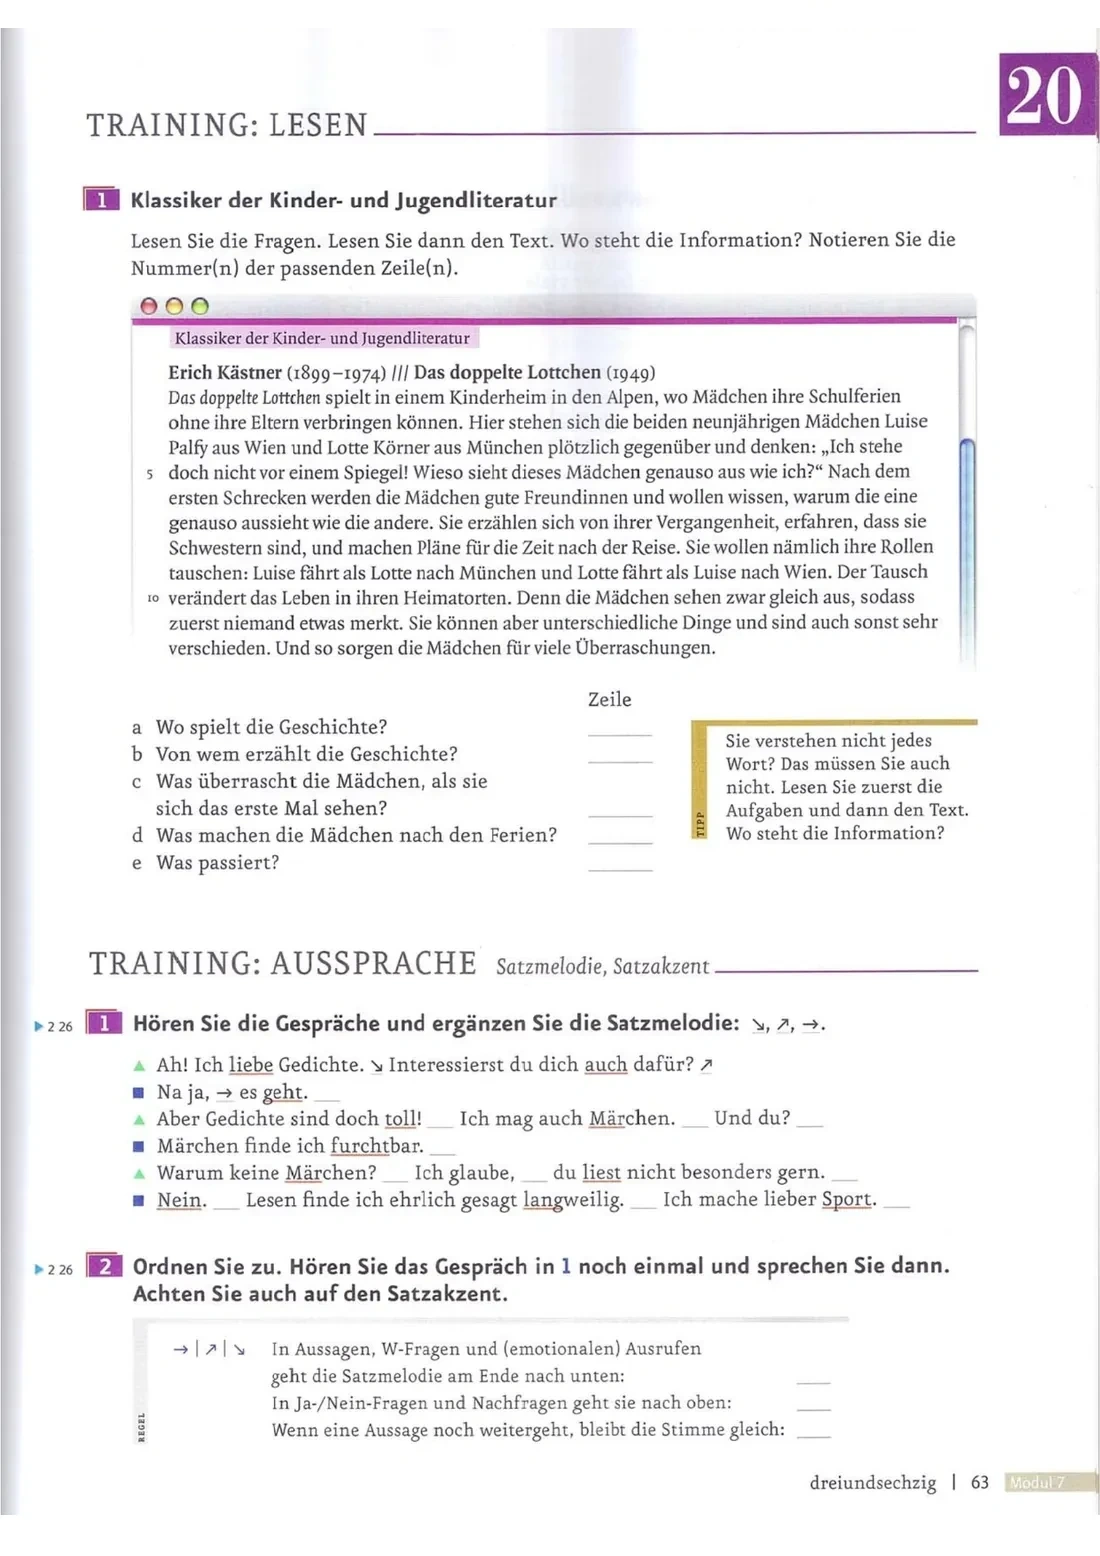 20
TRAINING: LESEN
1 Klassiker der Kinder- und Jugendliteratur
Lesen Sie die Fragen. Lesen Sie dann den Text. Wo steht die Information? Notieren Sie die
Nummer(n) der passenden Zeile(n).
Klassiker der Kinder- und Jugendliteratur
Erich Kästner (1899–1974) /// Das doppelte Lottchen (1949)
Das doppelte Lottchen spielt in einem Kinderheim in den Alpen, wo Mädchen ihre Schulferien
ohne ihre Eltern verbringen können. Hier stehen sich die beiden neunjährigen Mädchen Luise
Palfy aus Wien und Lotte Körner aus München plötzlich gegenüber und denken: „Ich stehe
5 doch nicht vor einem Spiegel! Wieso sieht dieses Mädchen genauso aus wie ich?“ Nach dem
ersten Schrecken werden die Mädchen gute Freundinnen und wollen wissen, warum die eine
genauso aussieht wie die andere. Sie erzählen sich von ihrer Vergangenheit, erfahren, dass sie
Schwestern sind, und machen Pläne für die Zeit nach der Reise. Sie wollen nämlich ihre Rollen
tauschen: Luise fährt als Lotte nach München und Lotte fährt als Luise nach Wien. Der Tausch
10 verändert das Leben in ihren Heimatorten. Denn die Mädchen sehen zwar gleich aus, sodass
zuerst niemand etwas merkt. Sie können aber unterschiedliche Dinge und sind auch sonst sehr
verschieden. Und so sorgen die Mädchen für viele Überraschungen.
Zeile
a Wo spielt die Geschichte?
b Von wem erzählt die Geschichte?
c Was überrascht die Mädchen, als sie
sich das erste Mal sehen?
d Was machen die Mädchen nach den Ferien?
e Was passiert?
TIPP
Sie verstehen nicht jedes
Wort? Das müssen Sie auch
nicht. Lesen Sie zuerst die
Aufgaben und dann den Text.
Wo steht die Information?
TRAINING: AUSSPRACHE Satzmelodie, Satzakzent
▶ 2 26 1 Hören Sie die Gespräche und ergänzen Sie die Satzmelodie: ↘, ↗, →.
▲ Ah! Ich liebe Gedichte. ↘ Interessierst du dich auch dafür? ↗
■ Na ja, → es geht. ___
▲ Aber Gedichte sind doch toll! ___ Ich mag auch Märchen. ___ Und du? ___
■ Märchen finde ich furchtbar. ___
▲ Warum keine Märchen? ___ Ich glaube, ___ du liest nicht besonders gern. ___
■ Nein. ___ Lesen finde ich ehrlich gesagt langweilig. ___ Ich mache lieber Sport. ___
▶ 2 26 2 Ordnen Sie zu. Hören Sie das Gespräch in 1 noch einmal und sprechen Sie dann.
Achten Sie auch auf den Satzakzent.
REGEL
→ | ↗ | ↘ In Aussagen, W-Fragen und (emotionalen) Ausrufen
geht die Satzmelodie am Ende nach unten: ___
In Ja-/Nein-Fragen und Nachfragen geht sie nach oben: ___
Wenn eine Aussage noch weitergeht, bleibt die Stimme gleich: ___
dreiundsechzig | 63 Modul 7